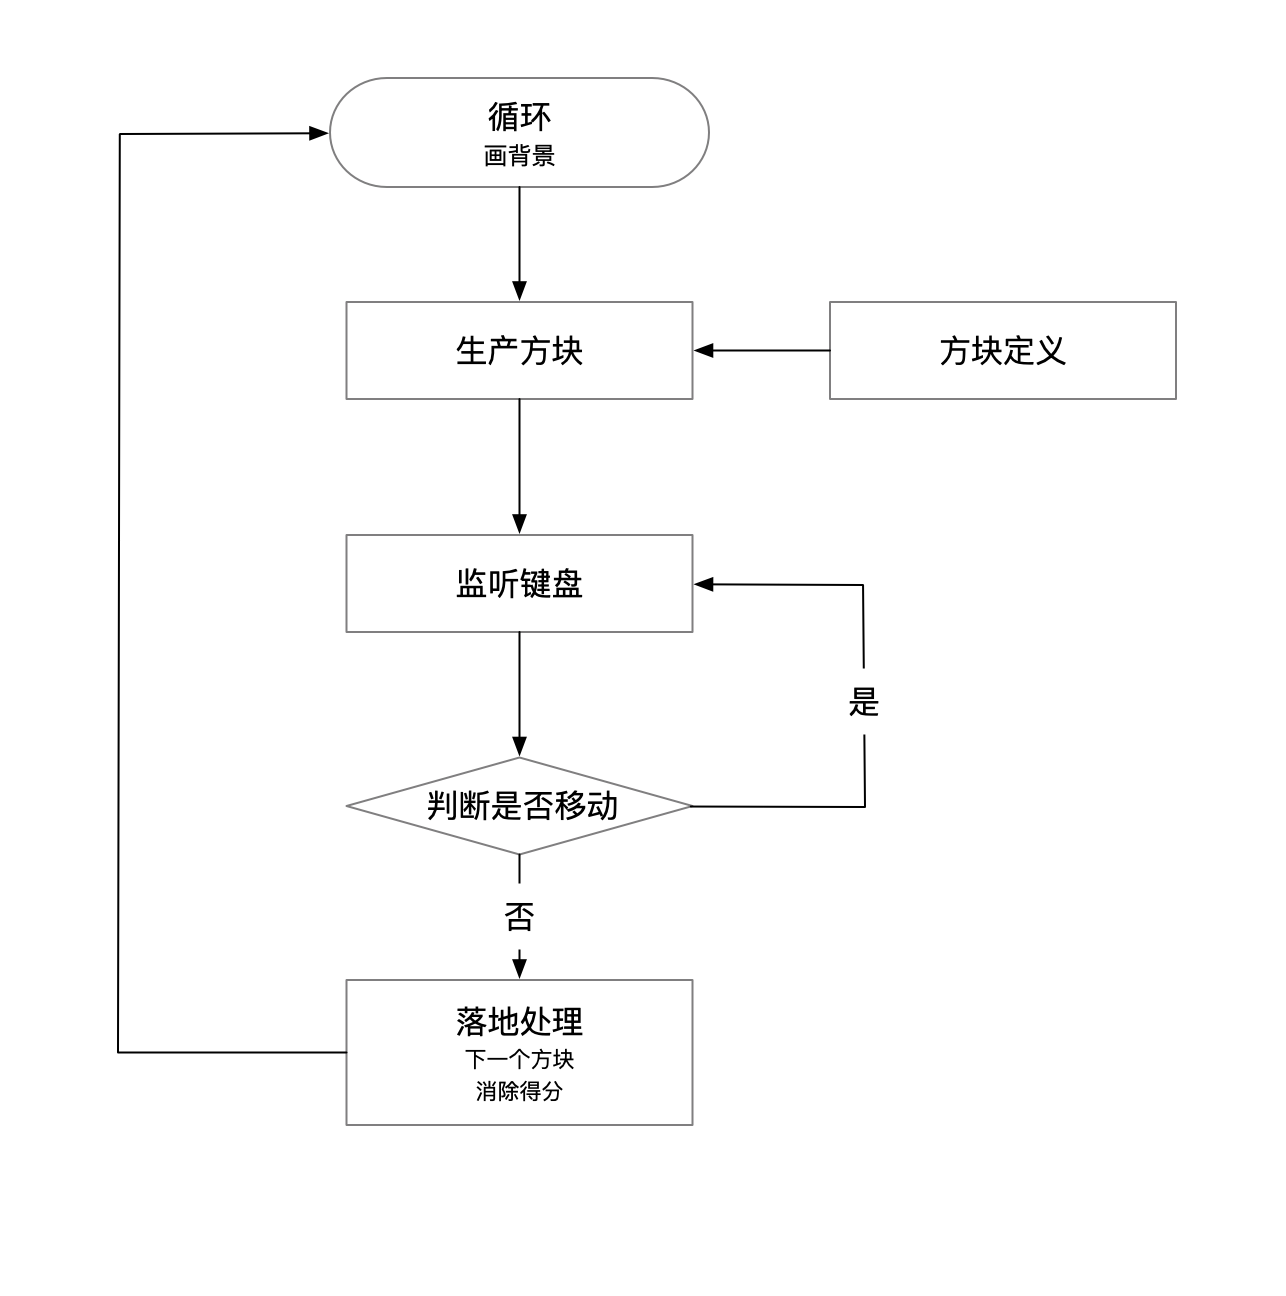 循环
画背景
生产方块
方块定义
监听键盘
是
判断是否移动
否
落地处理
下一个方块
消除得分